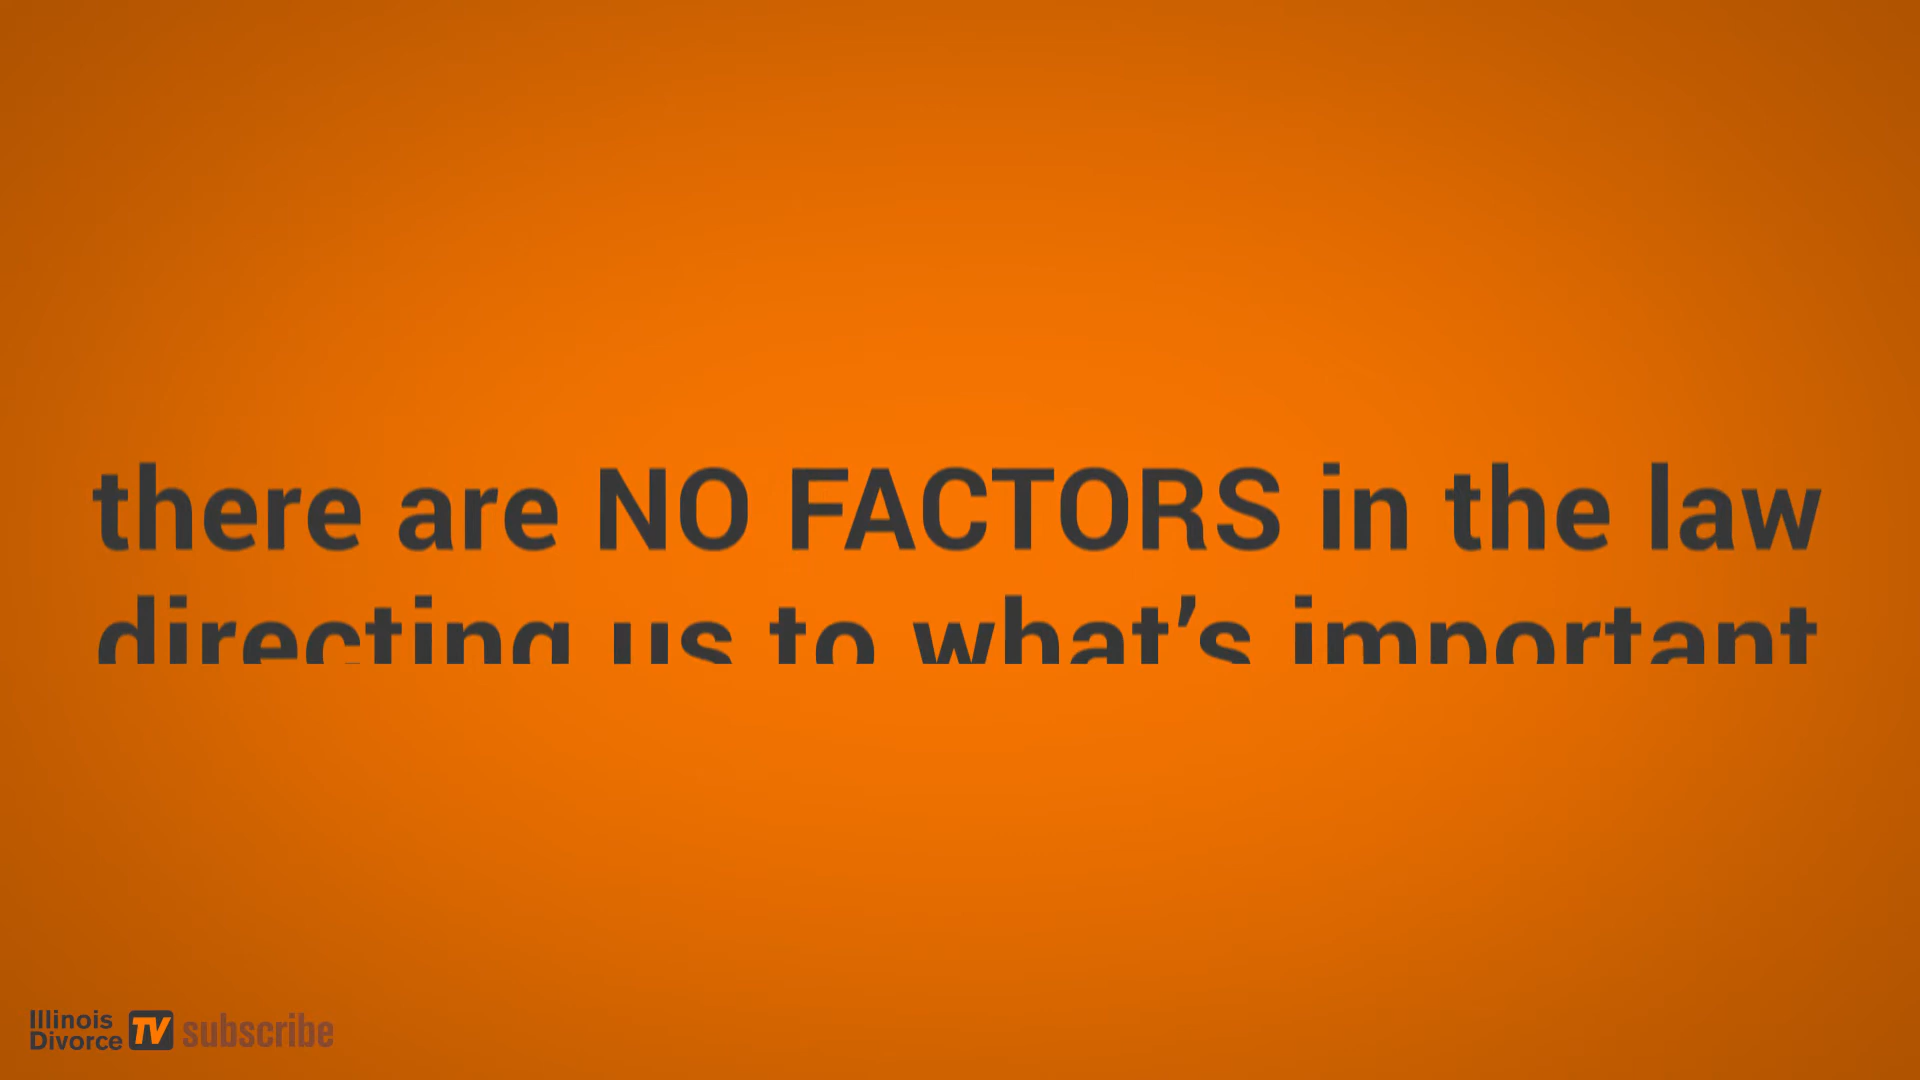 there are NO FACTORS in the law
directing us to what’s important
Illinois
Divorce TV subscribe